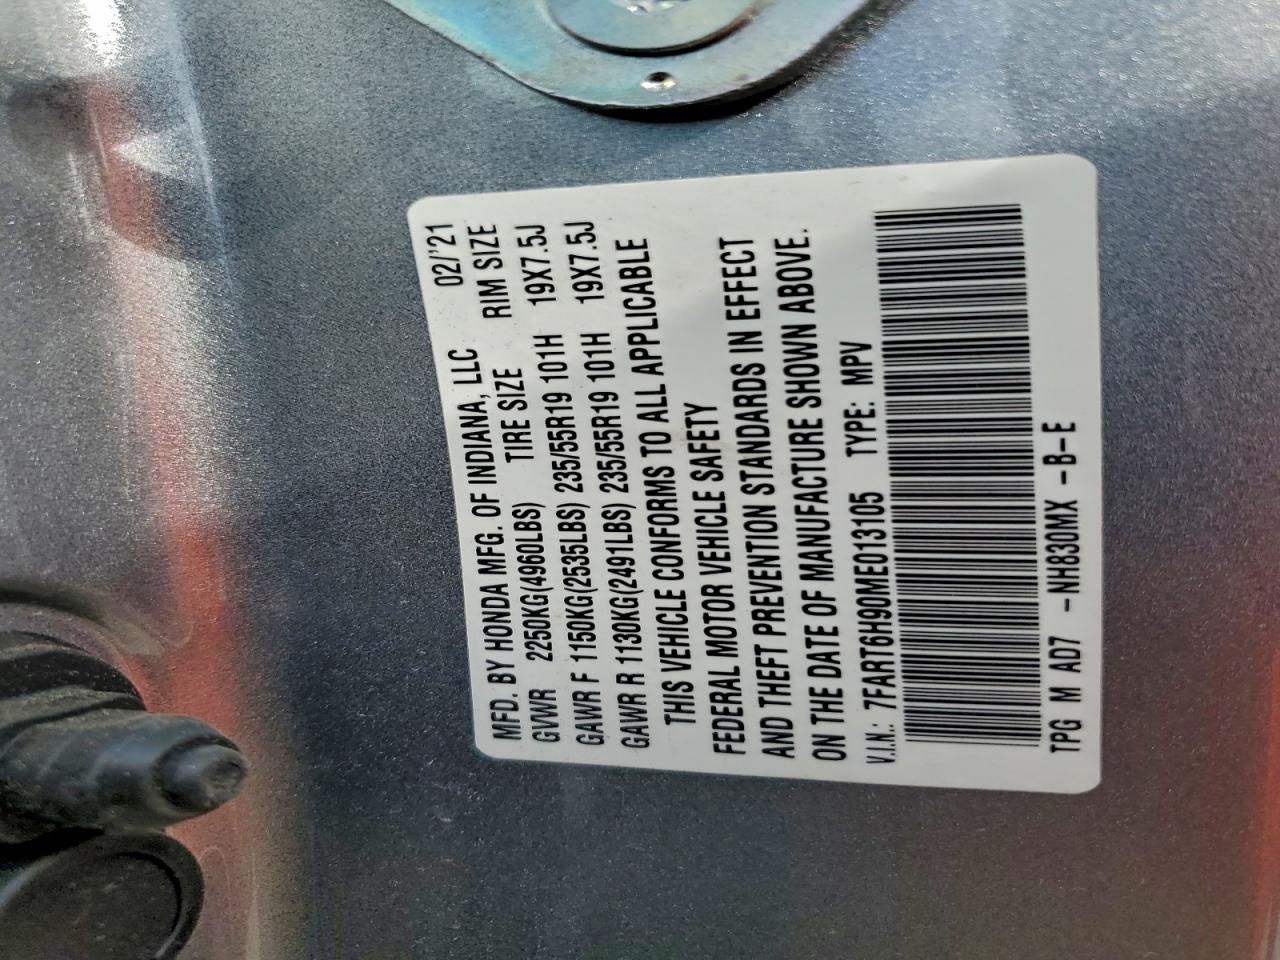 MFD. BY HONDA MFG. OF INDIANA, LLC 02/'21
GVWR 2250KG(4960LBS) TIRE SIZE RIM SIZE
GAWR F 1150KG(2535LBS) 235/55R19 101H 19X7.5J
GAWR R 1130KG(2491LBS) 235/55R19 101H 19X7.5J
THIS VEHICLE CONFORMS TO ALL APPLICABLE
FEDERAL MOTOR VEHICLE SAFETY
AND THEFT PREVENTION STANDARDS IN EFFECT
ON THE DATE OF MANUFACTURE SHOWN ABOVE.
V.I.N.: 7FART6H90ME013105 TYPE: MPV
TPG M AD7 -NH830MX -B-E